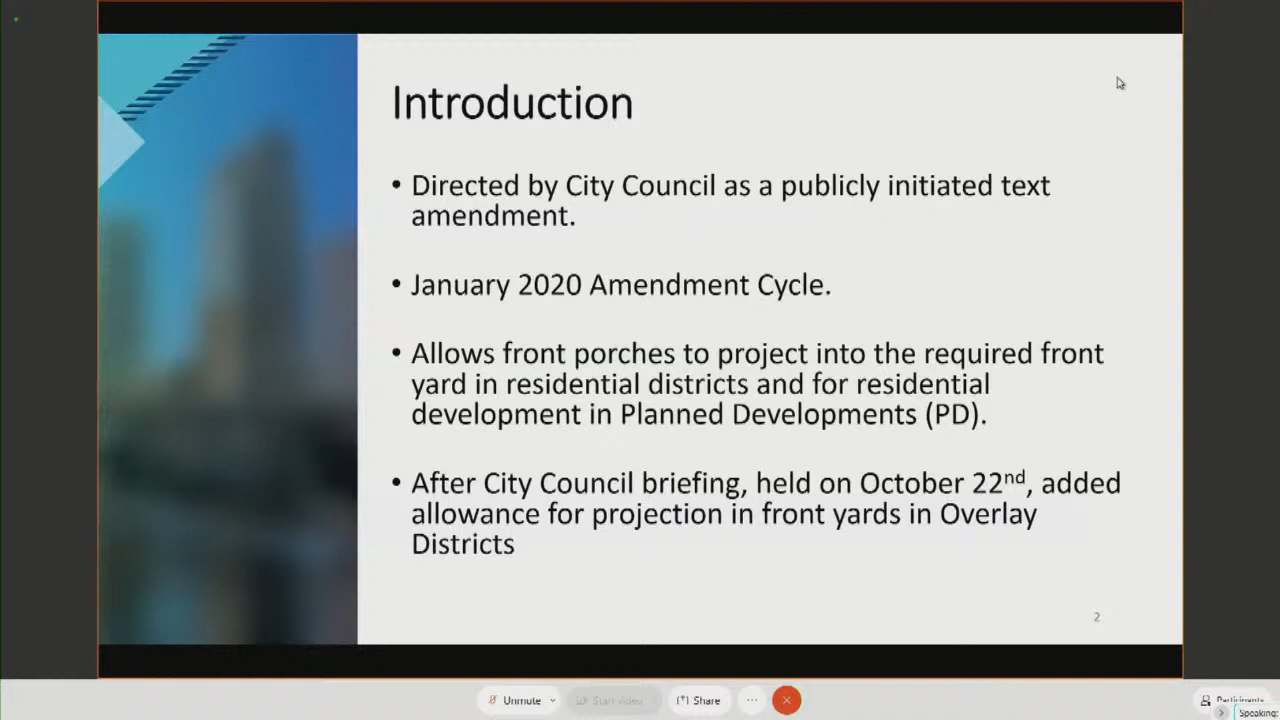 Introduction
• Directed by City Council as a publicly initiated text
amendment.
• January 2020 Amendment Cycle.
• Allows front porches to project into the required front
yard in residential districts and for residential
development in Planned Developments (PD).
• After City Council briefing, held on October 22nd, added
allowance for projection in front yards in Overlay
Districts
2
Unmute
Start video
Share
Participants
Speaking: